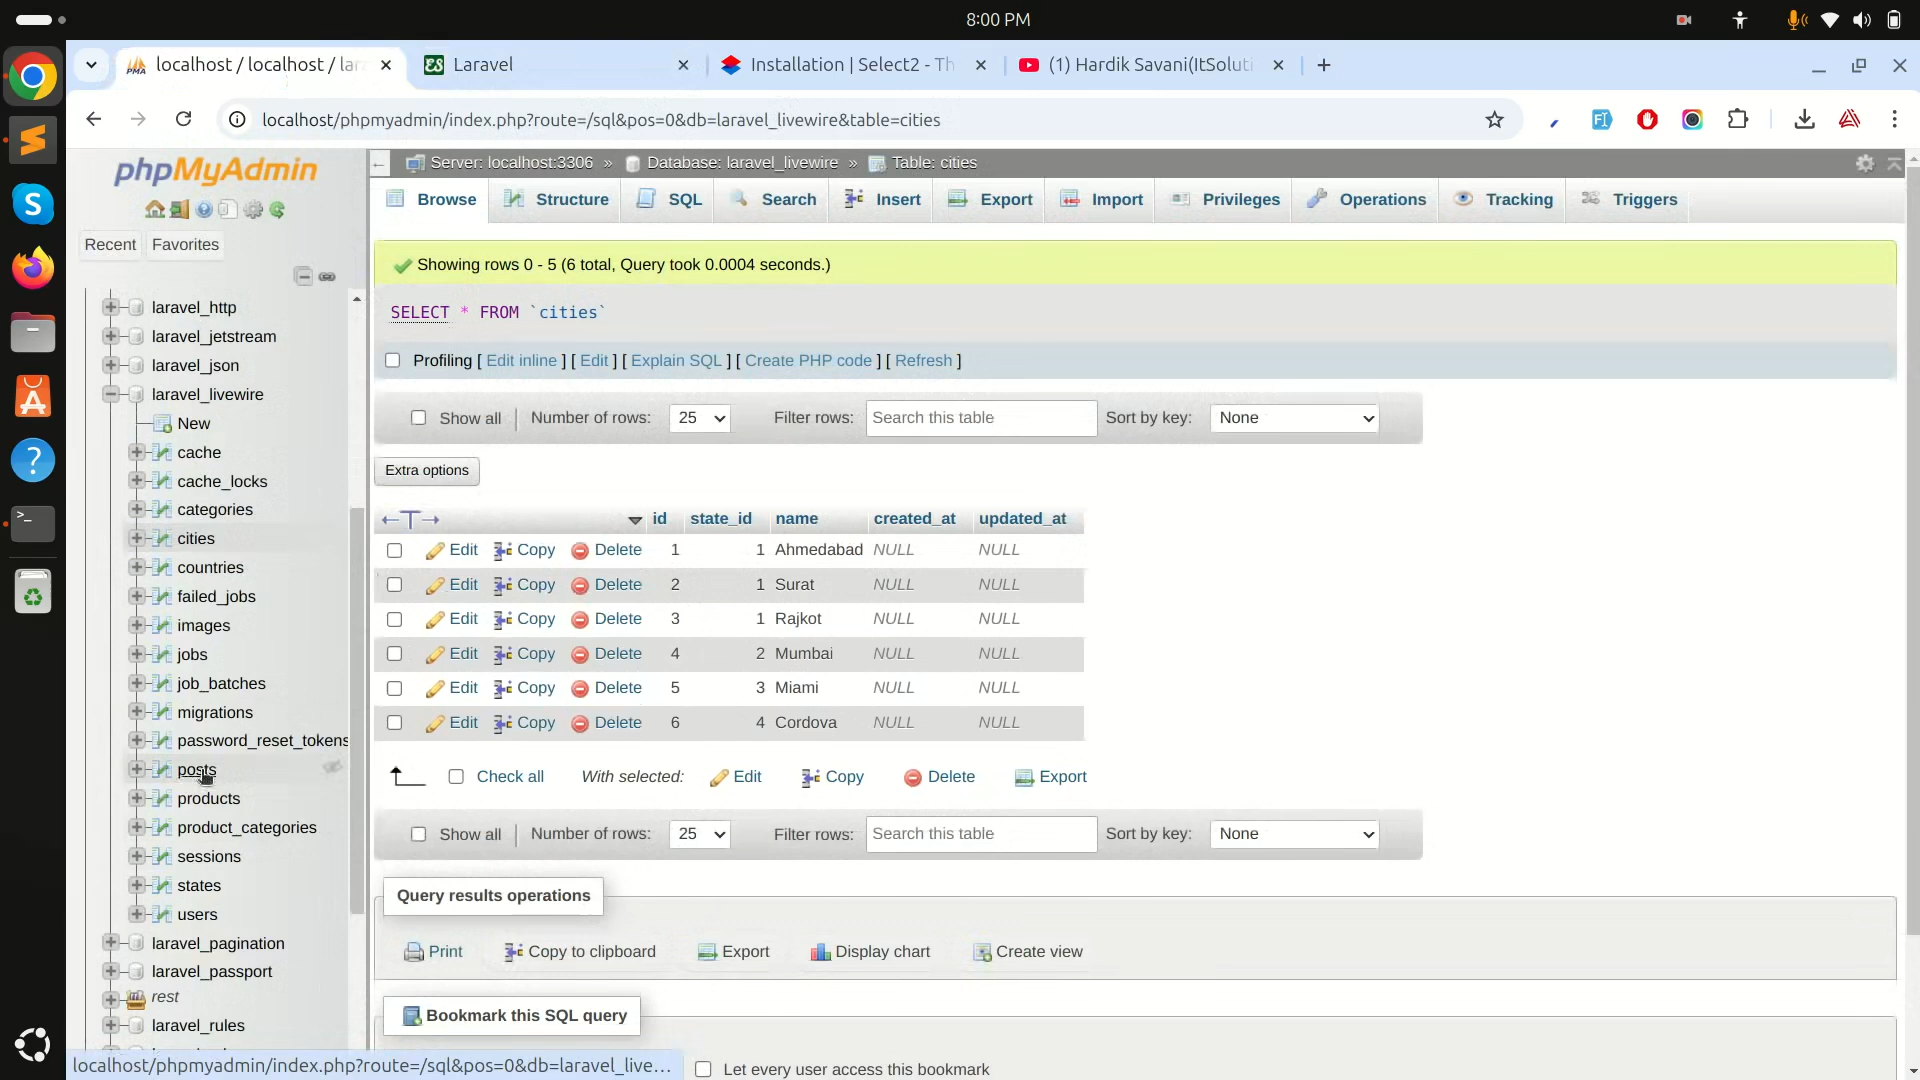 8:00 PM
localhost / localhost / lar
Laravel
Installation | Select2 - Th
(1) Hardik Savani(ItSoluti
localhost/phpmyadmin/index.php?route=/sql&pos=0&db=laravel_livewire&table=cities
phpMyAdmin
Recent
Favorites
laravel_http
laravel_jetstream
laravel_json
laravel_livewire
New
cache
cache_locks
categories
cities
countries
failed_jobs
images
jobs
job_batches
migrations
password_reset_tokens
posts
products
product_categories
sessions
states
users
laravel_pagination
laravel_passport
rest
laravel_rules
localhost/phpmyadmin/index.php?route=/sql&pos=0&db=laravel_live...
Server: localhost:3306 » Database: laravel_livewire » Table: cities
Browse Structure SQL Search Insert Export Import Privileges Operations Tracking Triggers
Showing rows 0 - 5 (6 total, Query took 0.0004 seconds.)
SELECT * FROM `cities`
Profiling [ Edit inline ] [ Edit ] [ Explain SQL ] [ Create PHP code ] [ Refresh ]
Show all Number of rows: 25 Filter rows: Search this table Sort by key: None
Extra options
id state_id name created_at updated_at
Edit Copy Delete 1 1 Ahmedabad NULL NULL
Edit Copy Delete 2 1 Surat NULL NULL
Edit Copy Delete 3 1 Rajkot NULL NULL
Edit Copy Delete 4 2 Mumbai NULL NULL
Edit Copy Delete 5 3 Miami NULL NULL
Edit Copy Delete 6 4 Cordova NULL NULL
Check all With selected: Edit Copy Delete Export
Show all Number of rows: 25 Filter rows: Search this table Sort by key: None
Query results operations
Print Copy to clipboard Export Display chart Create view
Bookmark this SQL query
Let every user access this bookmark